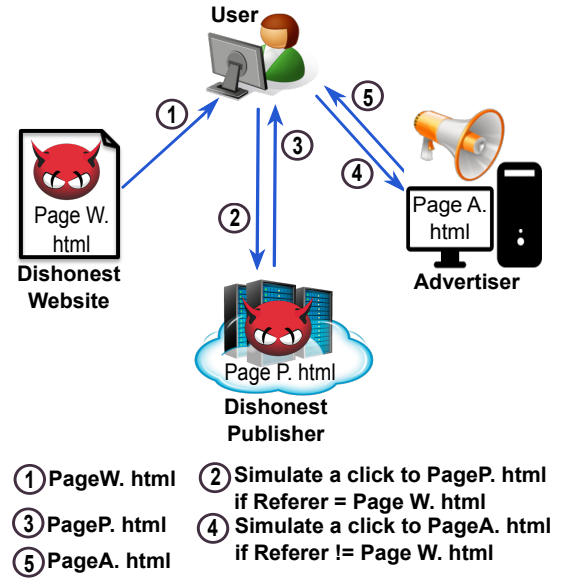 User
1
5
3
4
2
Page W.
html
Dishonest
Website
Page A.
html
Advertiser
Page P. html
Dishonest
Publisher
1 PageW. html
2 Simulate a click to PageP. html
if Referer = Page W. html
3 PageP. html
4 Simulate a click to PageA. html
if Referer != Page W. html
5 PageA. html